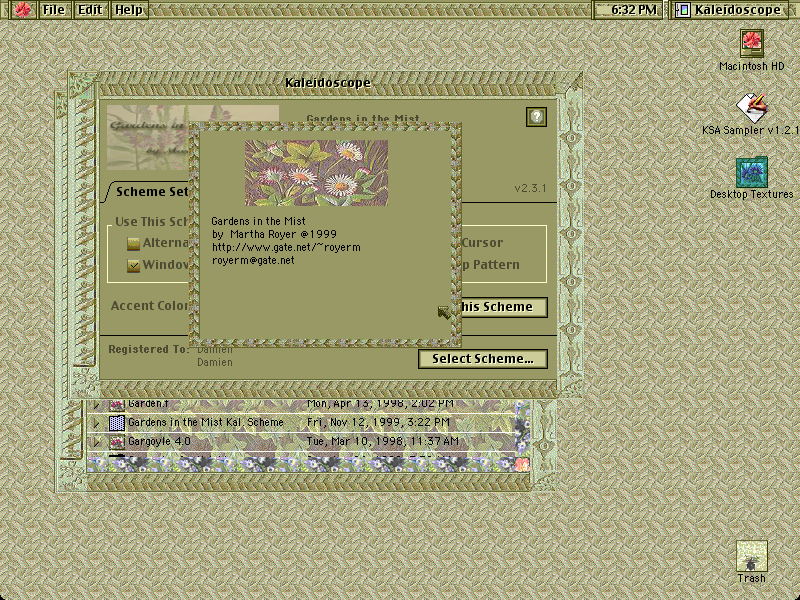 File Edit Help
6:32 PM
Kaleidoscope
Macintosh HD
KSA Sampler v1.2.1
Desktop Textures
Trash
Kaleidoscope
Gardens in
Gardens in the Mist
v2.3.1
Scheme Set
Use This Sch
Alterna
Cursor
Window
p Pattern
Accent Color
his Scheme
Registered To: Damien
Damien
Select Scheme...
Gardens in the Mist
by Martha Royer @1999
http://www.gate.net/~royerm
royerm@gate.net
Garden.f Mon, Apr 13, 1998, 2:02 PM
Gardens in the Mist Kal. Scheme Fri, Nov 12, 1999, 3:22 PM
Gargoyle 4.0 Tue, Mar 10, 1998, 11:37 AM